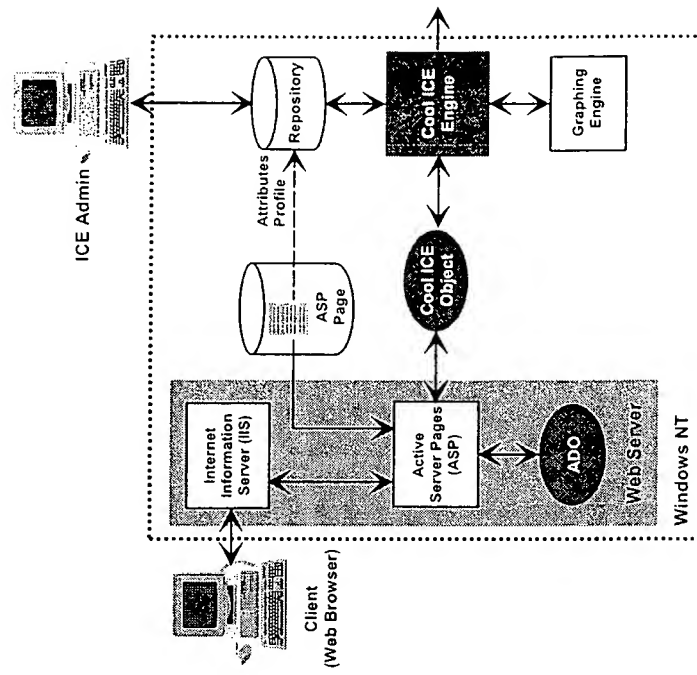 ICE Admin
Client
(Web Browser)
Internet
Information
Server (IIS)
Active
Server Pages
(ASP)
ADO
Web Server
Windows NT
ASP
Page
Attributes
Profile
Repository
Cool ICE
Object
Cool ICE
Engine
Graphing
Engine